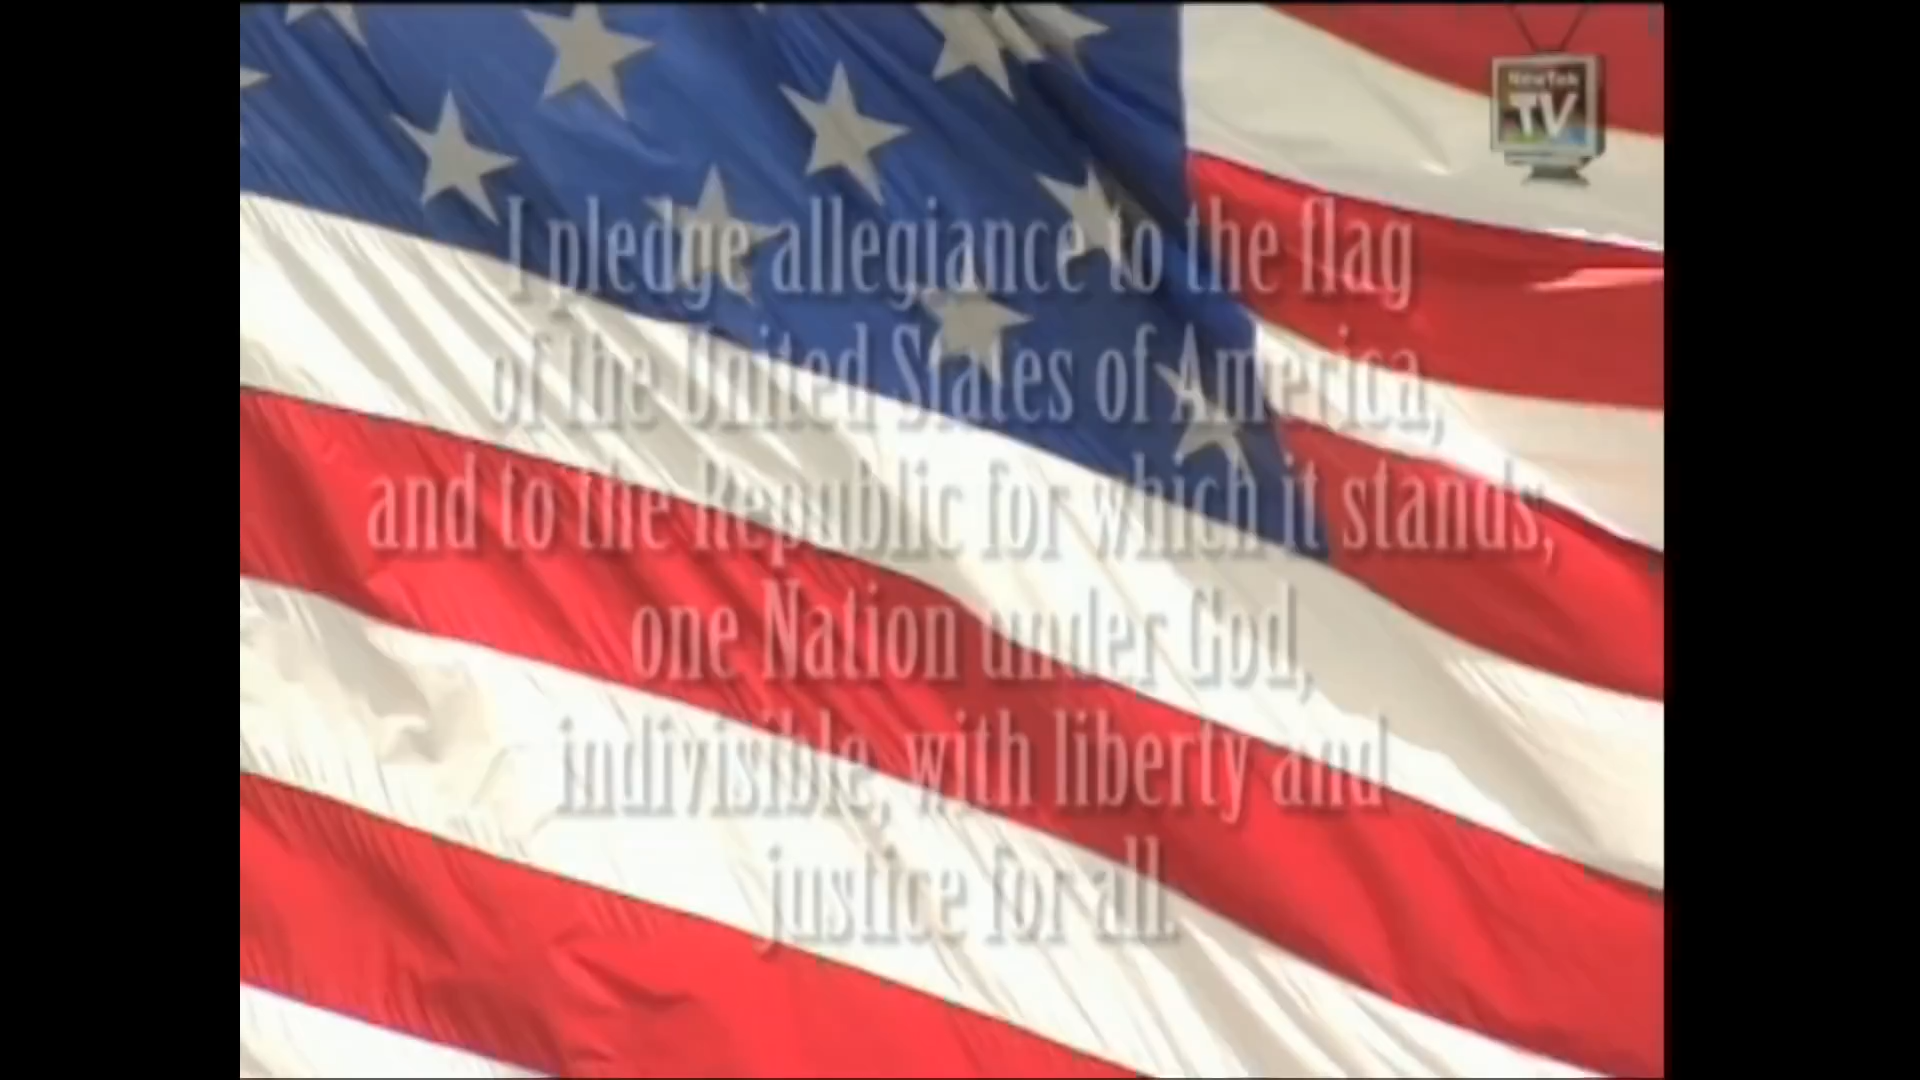 NewTek
TV
I pledge allegiance to the flag
of the United States of America,
and to the Republic for which it stands,
one Nation under God,
indivisible, with liberty and
justice for all.